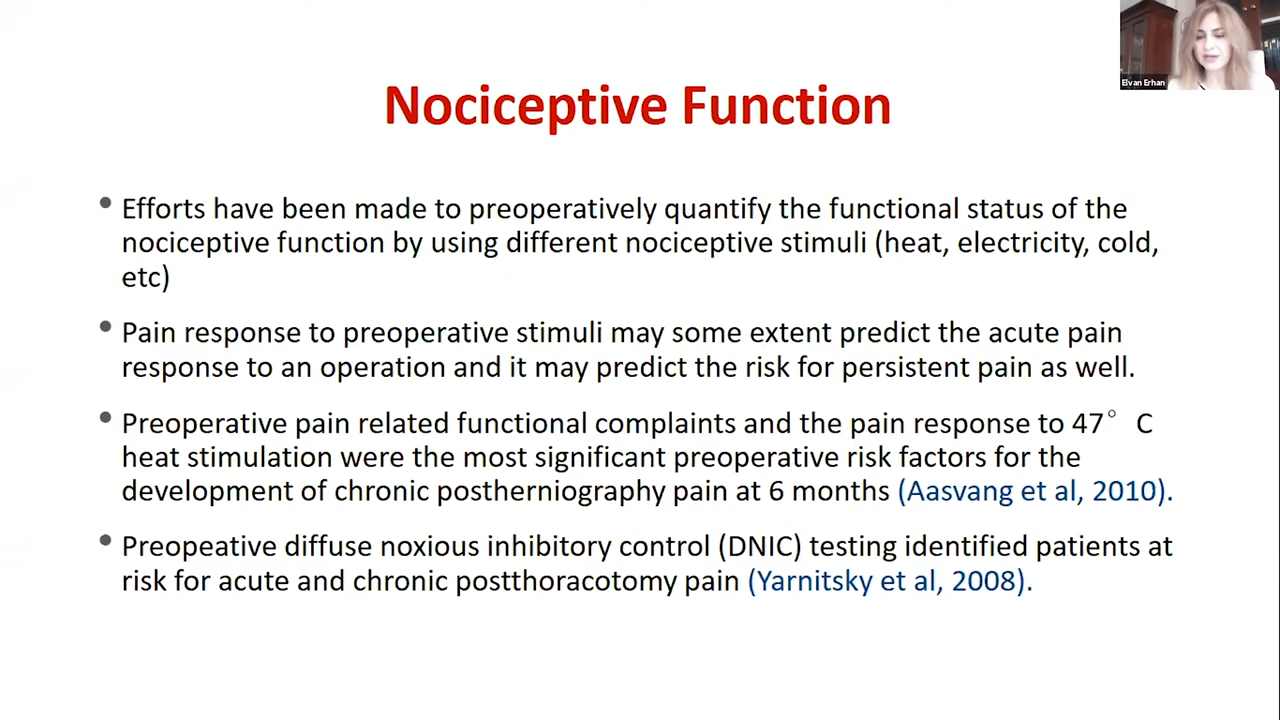 Elvan Erhan
Nociceptive Function
• Efforts have been made to preoperatively quantify the functional status of the
nociceptive function by using different nociceptive stimuli (heat, electricity, cold,
etc)
• Pain response to preoperative stimuli may some extent predict the acute pain
response to an operation and it may predict the risk for persistent pain as well.
• Preoperative pain related functional complaints and the pain response to 47° C
heat stimulation were the most significant preoperative risk factors for the
development of chronic postherniography pain at 6 months (Aasvang et al, 2010).
• Preopeative diffuse noxious inhibitory control (DNIC) testing identified patients at
risk for acute and chronic postthoracotomy pain (Yarnitsky et al, 2008).